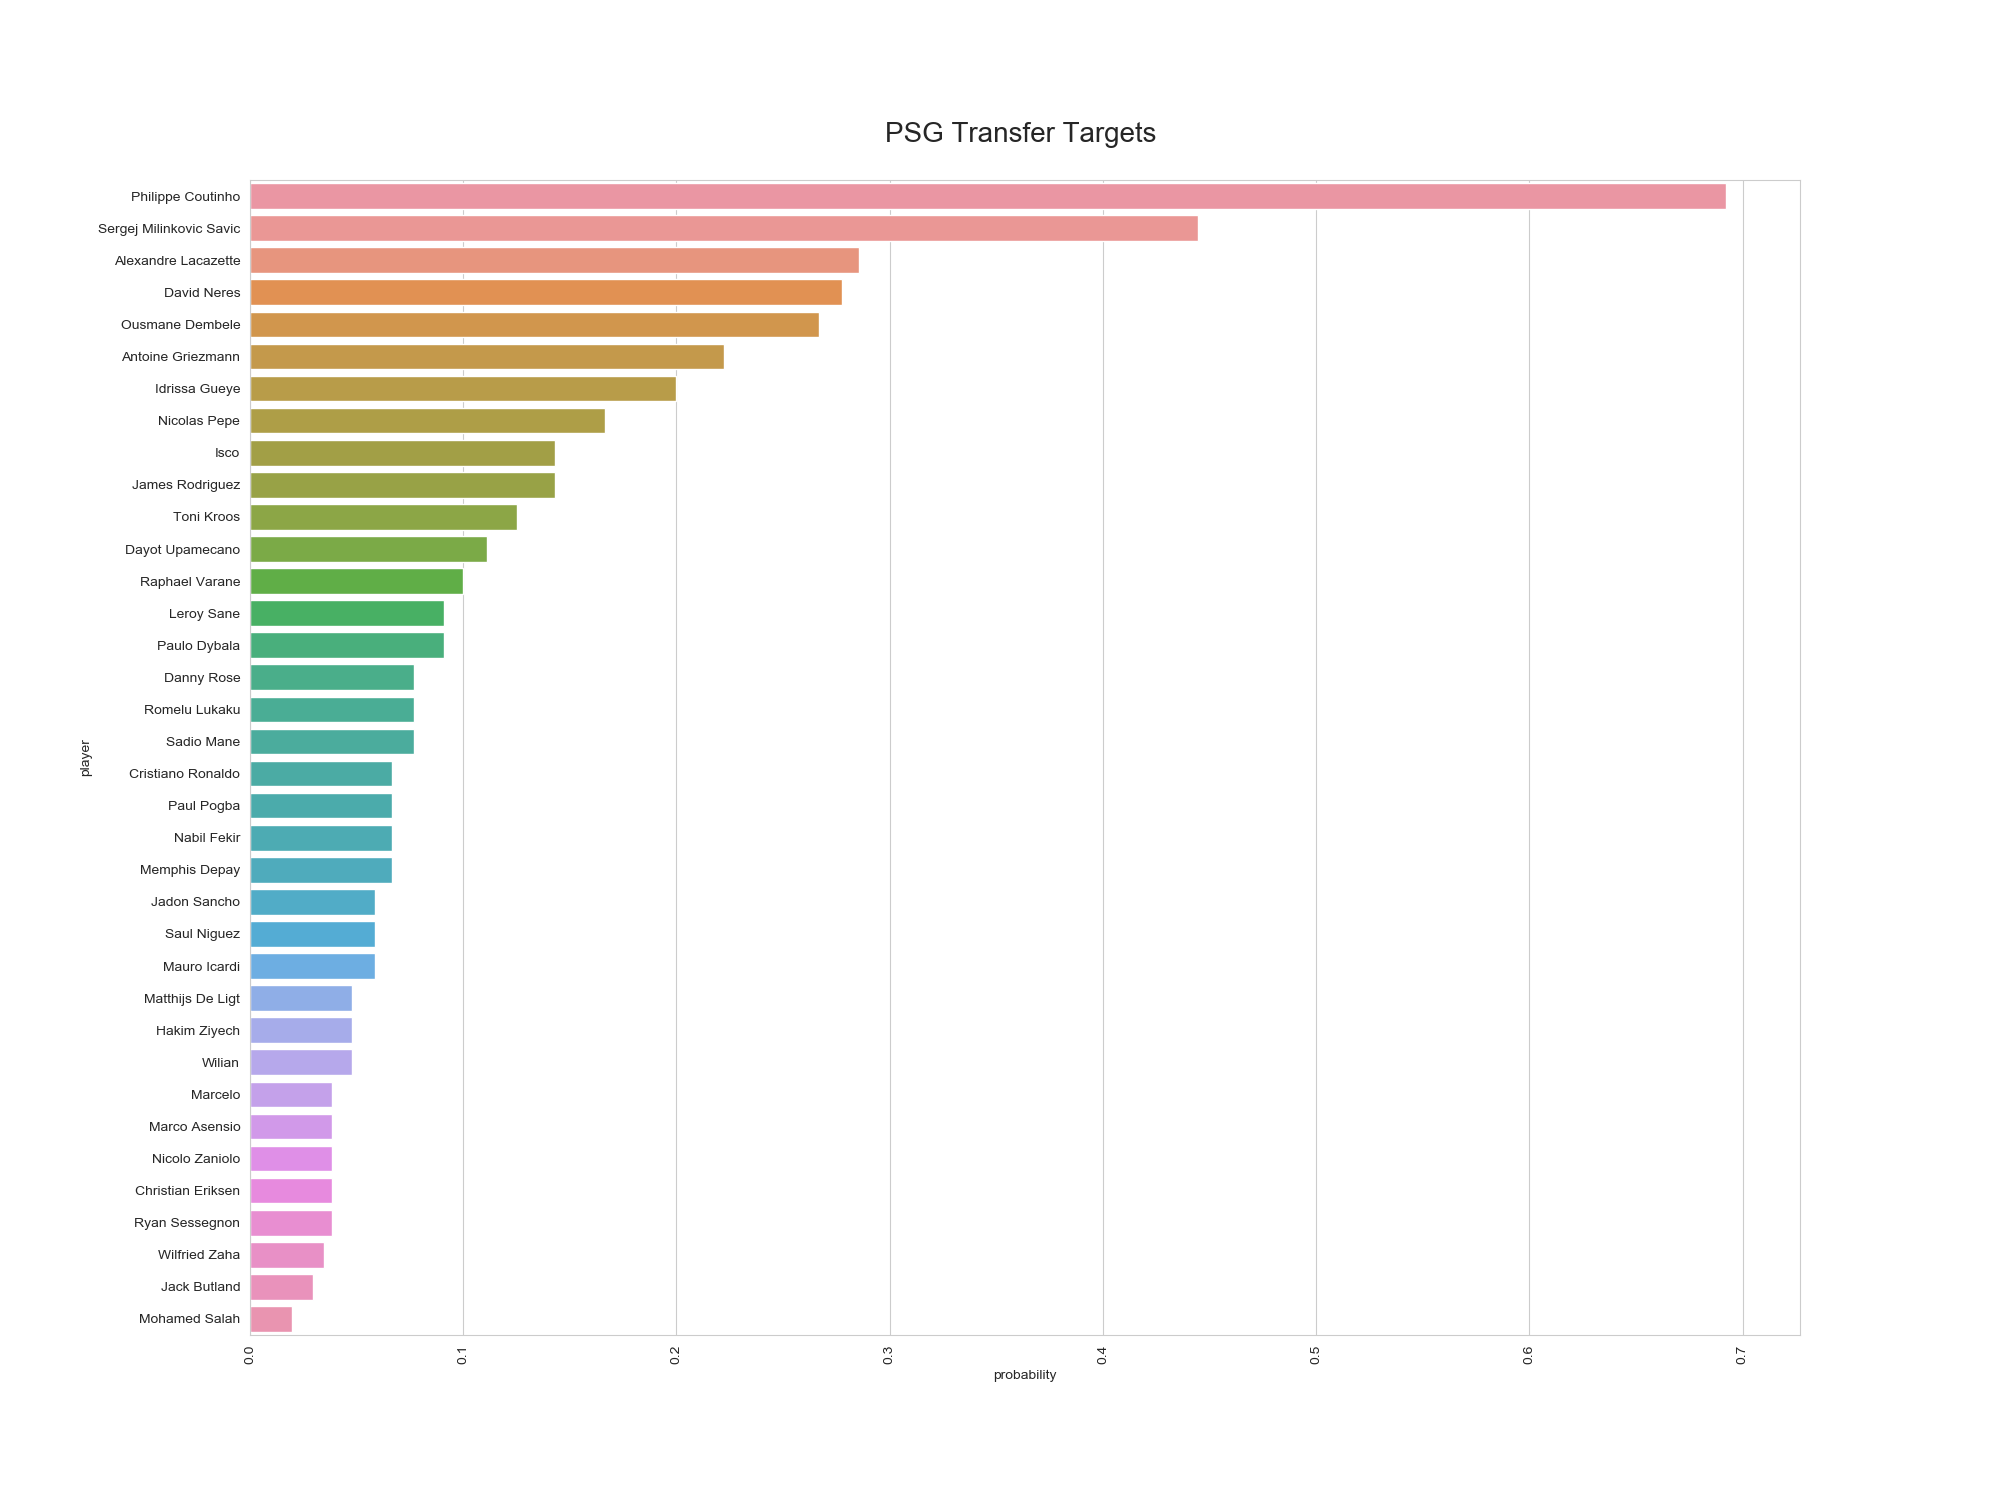 PSG Transfer Targets
Philippe Coutinho
Sergej Milinkovic Savic
Alexandre Lacazette
David Neres
Ousmane Dembele
Antoine Griezmann
Idrissa Gueye
Nicolas Pepe
Isco
James Rodriguez
Toni Kroos
Dayot Upamecano
Raphael Varane
Leroy Sane
Paulo Dybala
Danny Rose
Romelu Lukaku
Sadio Mane
Cristiano Ronaldo
Paul Pogba
Nabil Fekir
Memphis Depay
Jadon Sancho
Saul Niguez
Mauro Icardi
Matthijs De Ligt
Hakim Ziyech
Wilian
Marcelo
Marco Asensio
Nicolo Zaniolo
Christian Eriksen
Ryan Sessegnon
Wilfried Zaha
Jack Butland
Mohamed Salah
player
0.0
0.1
0.2
0.3
0.4
0.5
0.6
0.7
probability